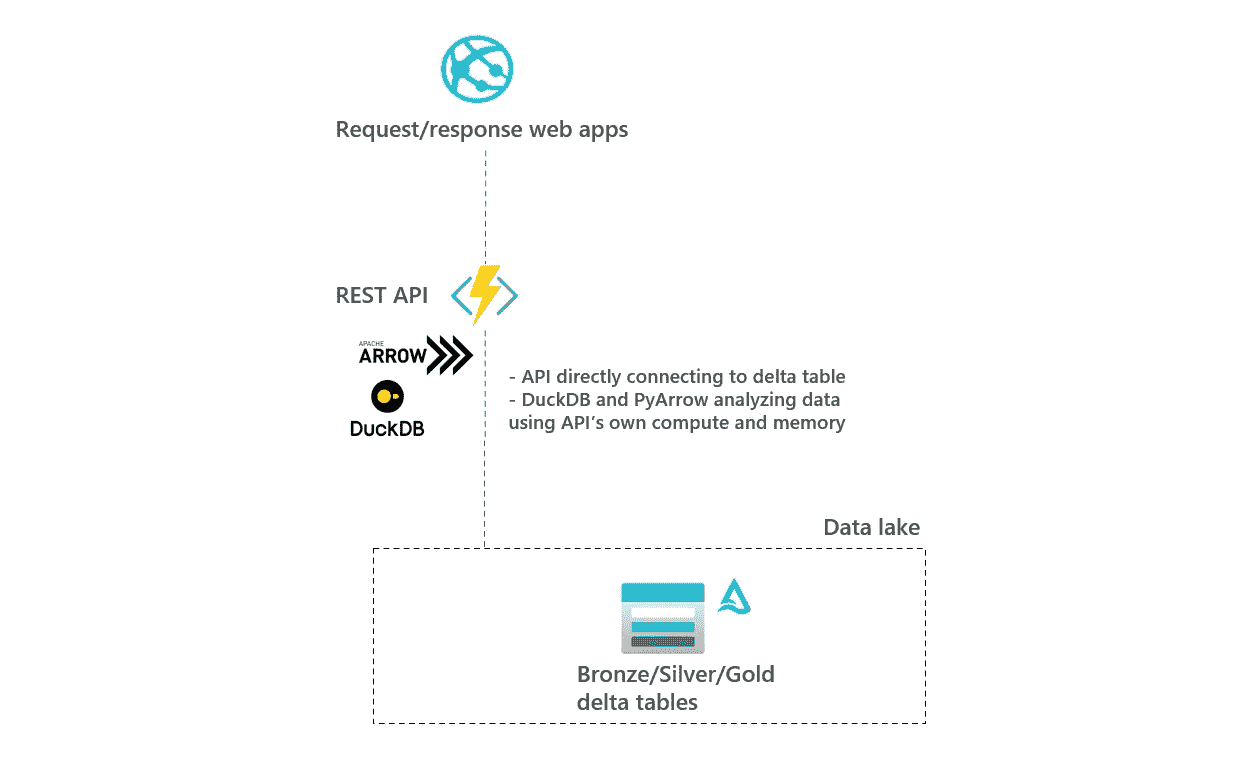 Request/response web apps
REST API
APACHE
ARROW
DuckDB
- API directly connecting to delta table
- DuckDB and PyArrow analyzing data
using API’s own compute and memory
Data lake
Bronze/Silver/Gold
delta tables